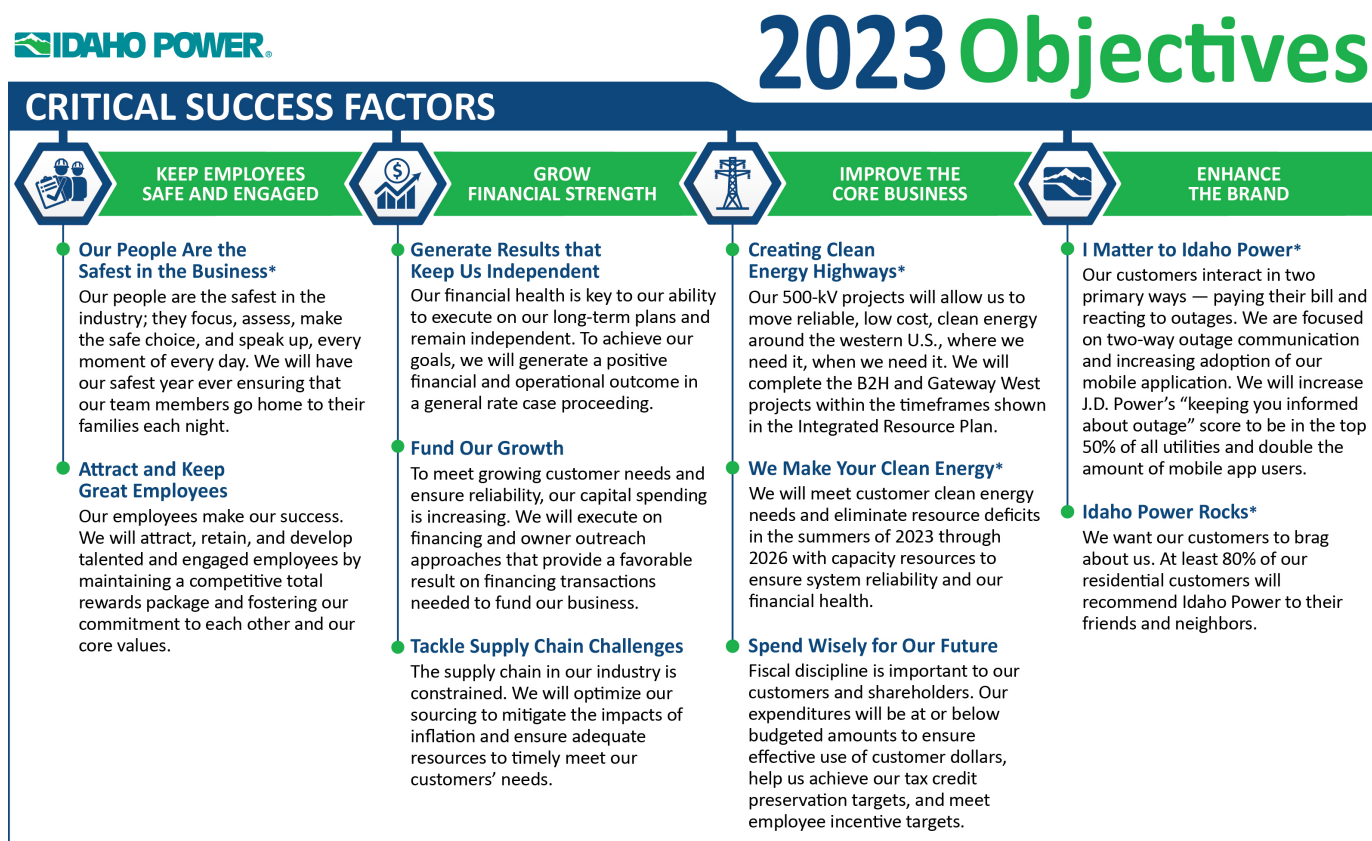 IDAHO POWER®
2023 Objectives
CRITICAL SUCCESS FACTORS
KEEP EMPLOYEES
SAFE AND ENGAGED
Our People Are the
Safest in the Business*
Our people are the safest in the
industry; they focus, assess, make
the safe choice, and speak up, every
moment of every day. We will have
our safest year ever ensuring that
our team members go home to their
families each night.
Attract and Keep
Great Employees
Our employees make our success.
We will attract, retain, and develop
talented and engaged employees by
maintaining a competitive total
rewards package and fostering our
commitment to each other and our
core values.
$
GROW
FINANCIAL STRENGTH
Generate Results that
Keep Us Independent
Our financial health is key to our ability
to execute on our long-term plans and
remain independent. To achieve our
goals, we will generate a positive
financial and operational outcome in
a general rate case proceeding.
Fund Our Growth
To meet growing customer needs and
ensure reliability, our capital spending
is increasing. We will execute on
financing and owner outreach
approaches that provide a favorable
result on financing transactions
needed to fund our business.
Tackle Supply Chain Challenges
The supply chain in our industry is
constrained. We will optimize our
sourcing to mitigate the impacts of
inflation and ensure adequate
resources to timely meet our
customers’ needs.
IMPROVE THE
CORE BUSINESS
Creating Clean
Energy Highways*
Our 500-kV projects will allow us to
move reliable, low cost, clean energy
around the western U.S., where we
need it, when we need it. We will
complete the B2H and Gateway West
projects within the timeframes shown
in the Integrated Resource Plan.
We Make Your Clean Energy*
We will meet customer clean energy
needs and eliminate resource deficits
in the summers of 2023 through
2026 with capacity resources to
ensure system reliability and our
financial health.
Spend Wisely for Our Future
Fiscal discipline is important to our
customers and shareholders. Our
expenditures will be at or below
budgeted amounts to ensure
effective use of customer dollars,
help us achieve our tax credit
preservation targets, and meet
employee incentive targets.
ENHANCE
THE BRAND
I Matter to Idaho Power*
Our customers interact in two
primary ways — paying their bill and
reacting to outages. We are focused
on two-way outage communication
and increasing adoption of our
mobile application. We will increase
J.D. Power’s “keeping you informed
about outage” score to be in the top
50% of all utilities and double the
amount of mobile app users.
Idaho Power Rocks*
We want our customers to brag
about us. At least 80% of our
residential customers will
recommend Idaho Power to their
friends and neighbors.